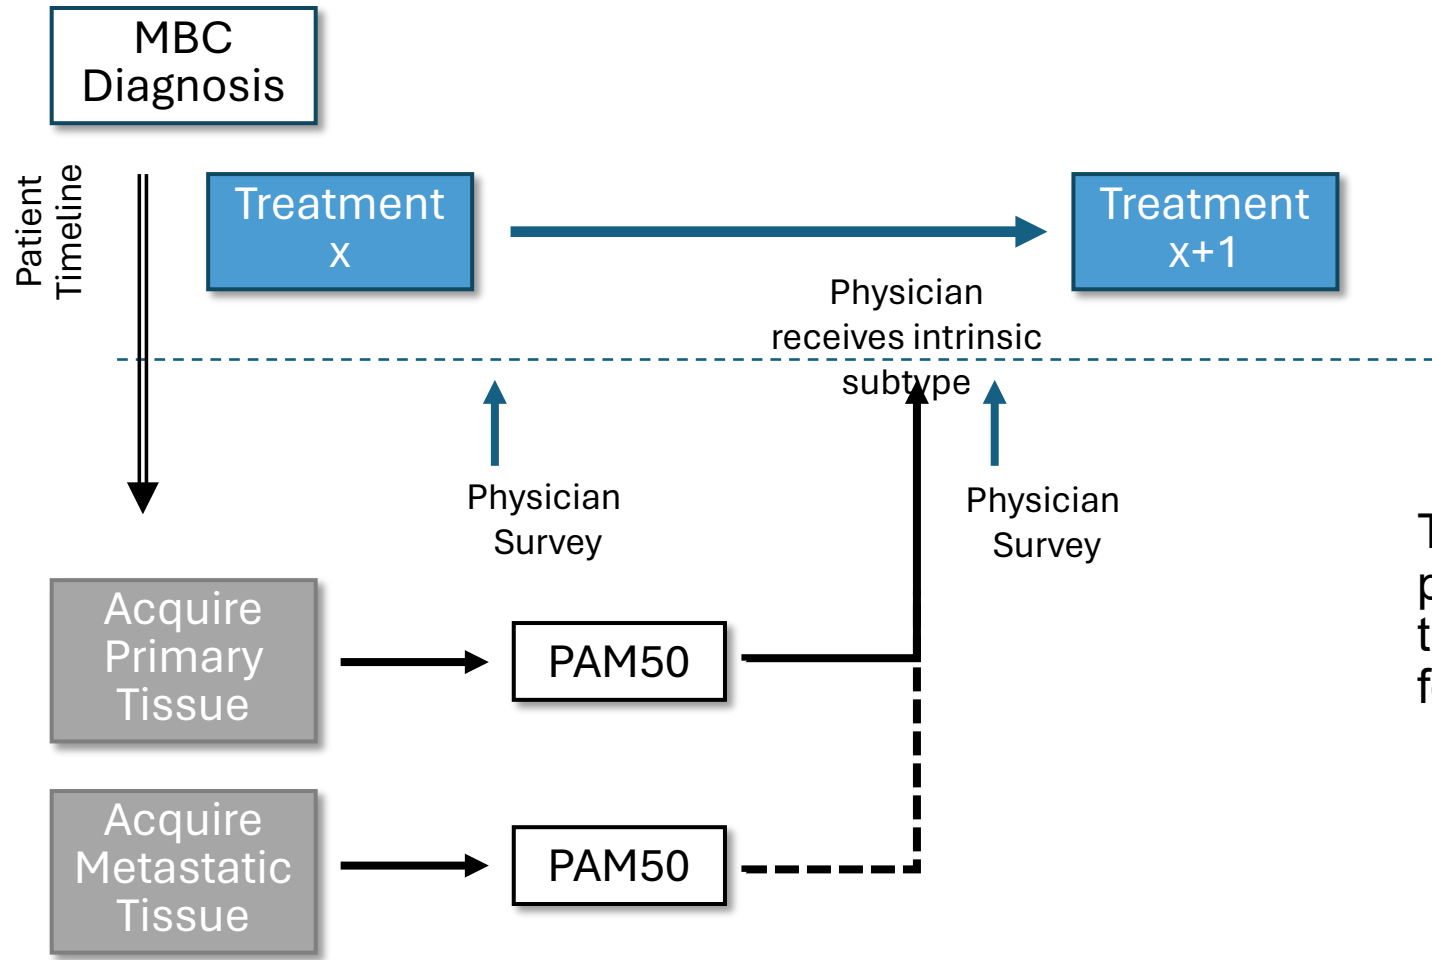 MBC
Diagnosis
Patient
Timeline
Treatment
x
Treatment
x+1
Physician
receives intrinsic
subtype
Physician
Survey
Physician
Survey
Acquire
Primary
Tissue
PAM50
Acquire
Metastatic
Tissue
PAM50